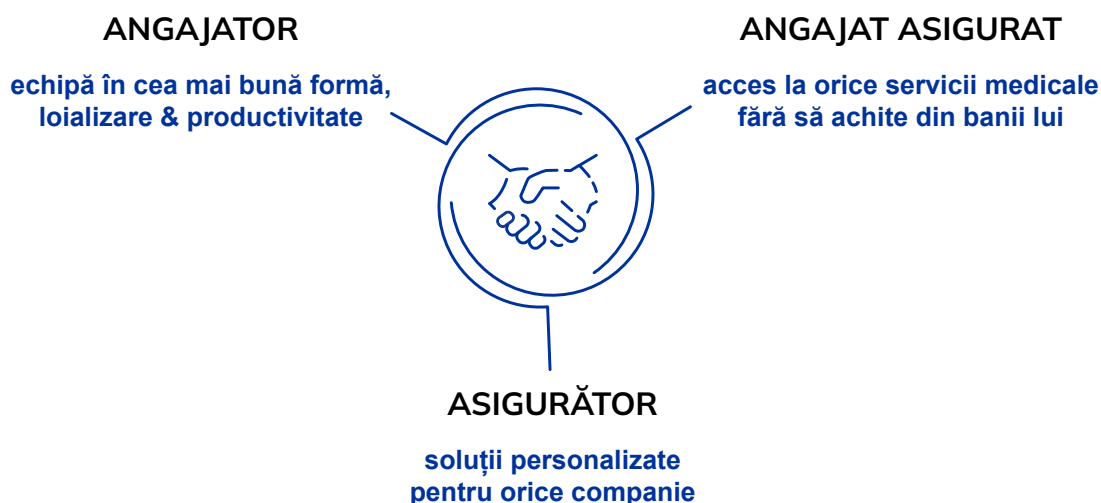 ANGAJATOR
echipă în cea mai bună formă,
loializare & productivitate
ANGAJAT ASIGURAT
acces la orice servicii medicale
fără să achite din banii lui
ASIGURĂTOR
soluții personalizate
pentru orice companie